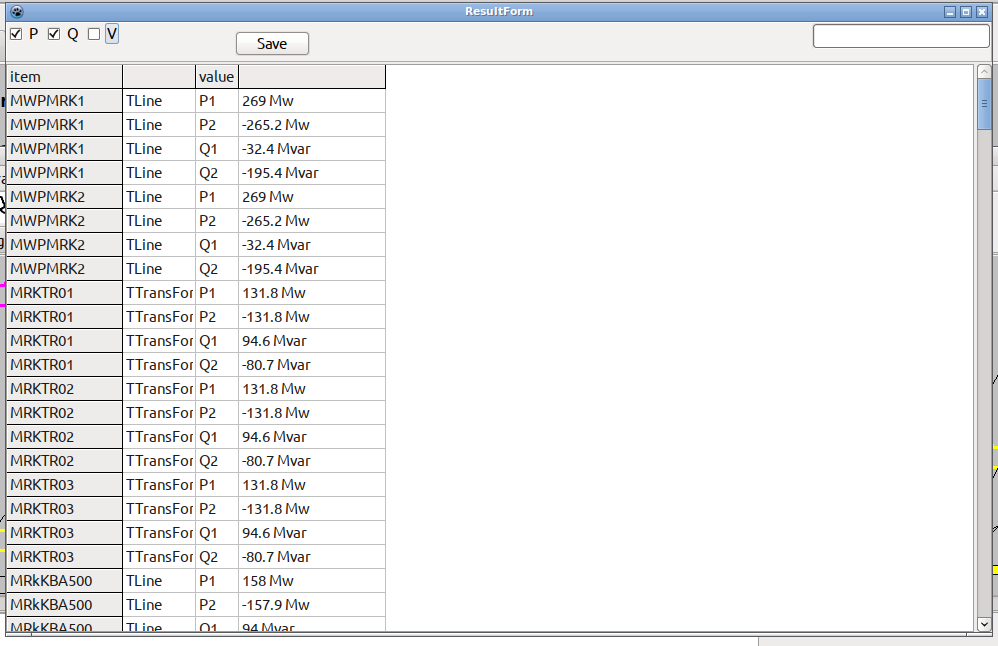 ResultForm
P Q V
Save
item value
MWPMRK1 TLine P1 269 Mw
MWPMRK1 TLine P2 -265.2 Mw
MWPMRK1 TLine Q1 -32.4 Mvar
MWPMRK1 TLine Q2 -195.4 Mvar
MWPMRK2 TLine P1 269 Mw
MWPMRK2 TLine P2 -265.2 Mw
MWPMRK2 TLine Q1 -32.4 Mvar
MWPMRK2 TLine Q2 -195.4 Mvar
MRKTR01 TTransFor P1 131.8 Mw
MRKTR01 TTransFor P2 -131.8 Mw
MRKTR01 TTransFor Q1 94.6 Mvar
MRKTR01 TTransFor Q2 -80.7 Mvar
MRKTR02 TTransFor P1 131.8 Mw
MRKTR02 TTransFor P2 -131.8 Mw
MRKTR02 TTransFor Q1 94.6 Mvar
MRKTR02 TTransFor Q2 -80.7 Mvar
MRKTR03 TTransFor P1 131.8 Mw
MRKTR03 TTransFor P2 -131.8 Mw
MRKTR03 TTransFor Q1 94.6 Mvar
MRKTR03 TTransFor Q2 -80.7 Mvar
MRkKBA500 TLine P1 158 Mw
MRkKBA500 TLine P2 -157.9 Mw
MRkKBA500 TLine Q1 94 Mvar